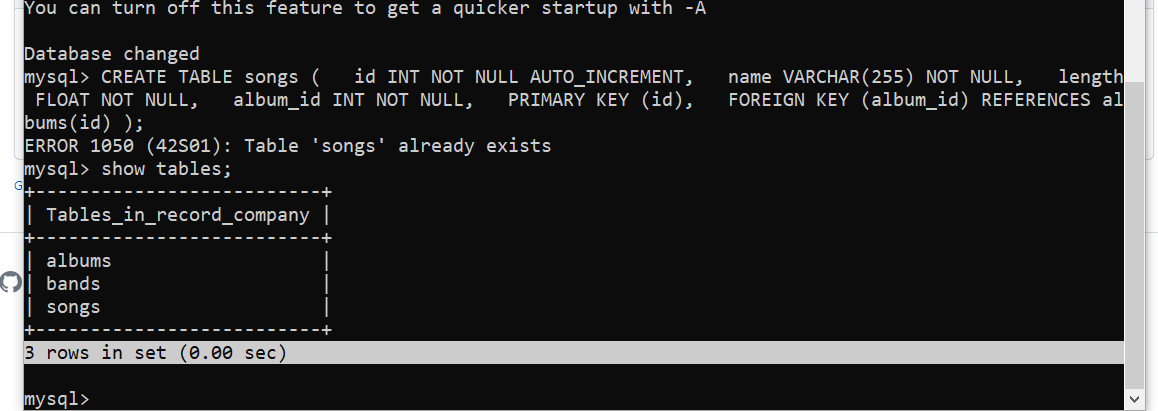 You can turn off this feature to get a quicker startup with -A
Database changed
mysql> CREATE TABLE songs (   id INT NOT NULL AUTO_INCREMENT,   name VARCHAR(255) NOT NULL,   length
 FLOAT NOT NULL,   album_id INT NOT NULL,   PRIMARY KEY (id),   FOREIGN KEY (album_id) REFERENCES al
bums(id) );
ERROR 1050 (42S01): Table 'songs' already exists
mysql> show tables;
+--------------------------+
| Tables_in_record_company |
+--------------------------+
| albums                   |
| bands                    |
| songs                    |
+--------------------------+
3 rows in set (0.00 sec)
mysql>
G